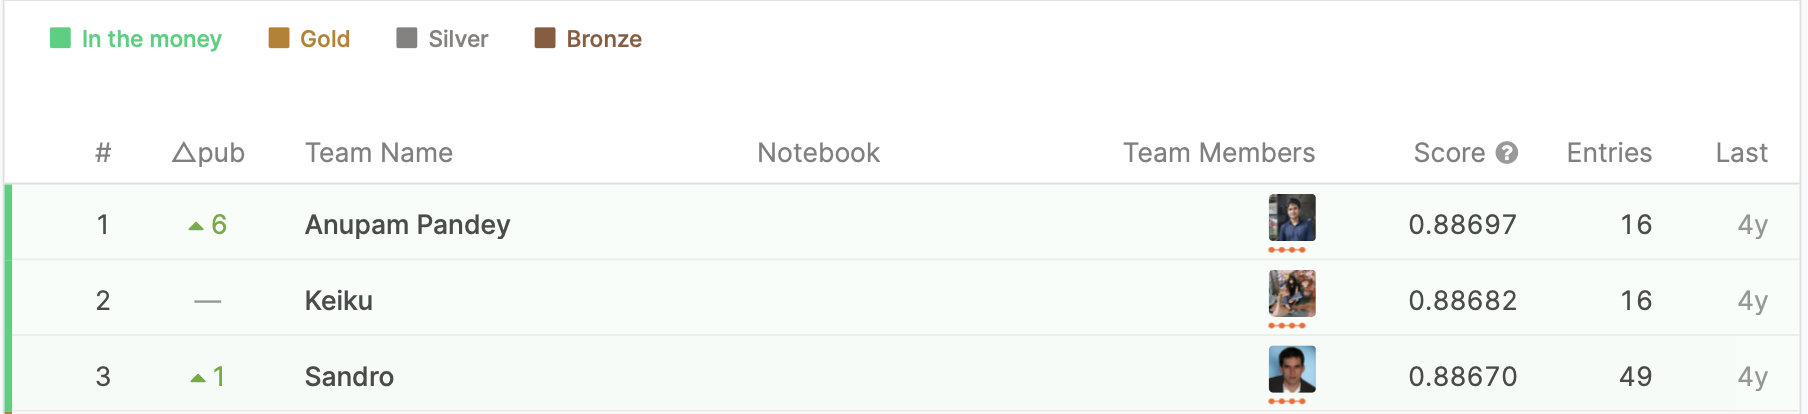 In the money Gold Silver Bronze
# △pub Team Name Notebook Team Members Score ? Entries Last
1 ▲ 6 Anupam Pandey 0.88697 16 4y
2 — Keiku 0.88682 16 4y
3 ▲ 1 Sandro 0.88670 49 4y